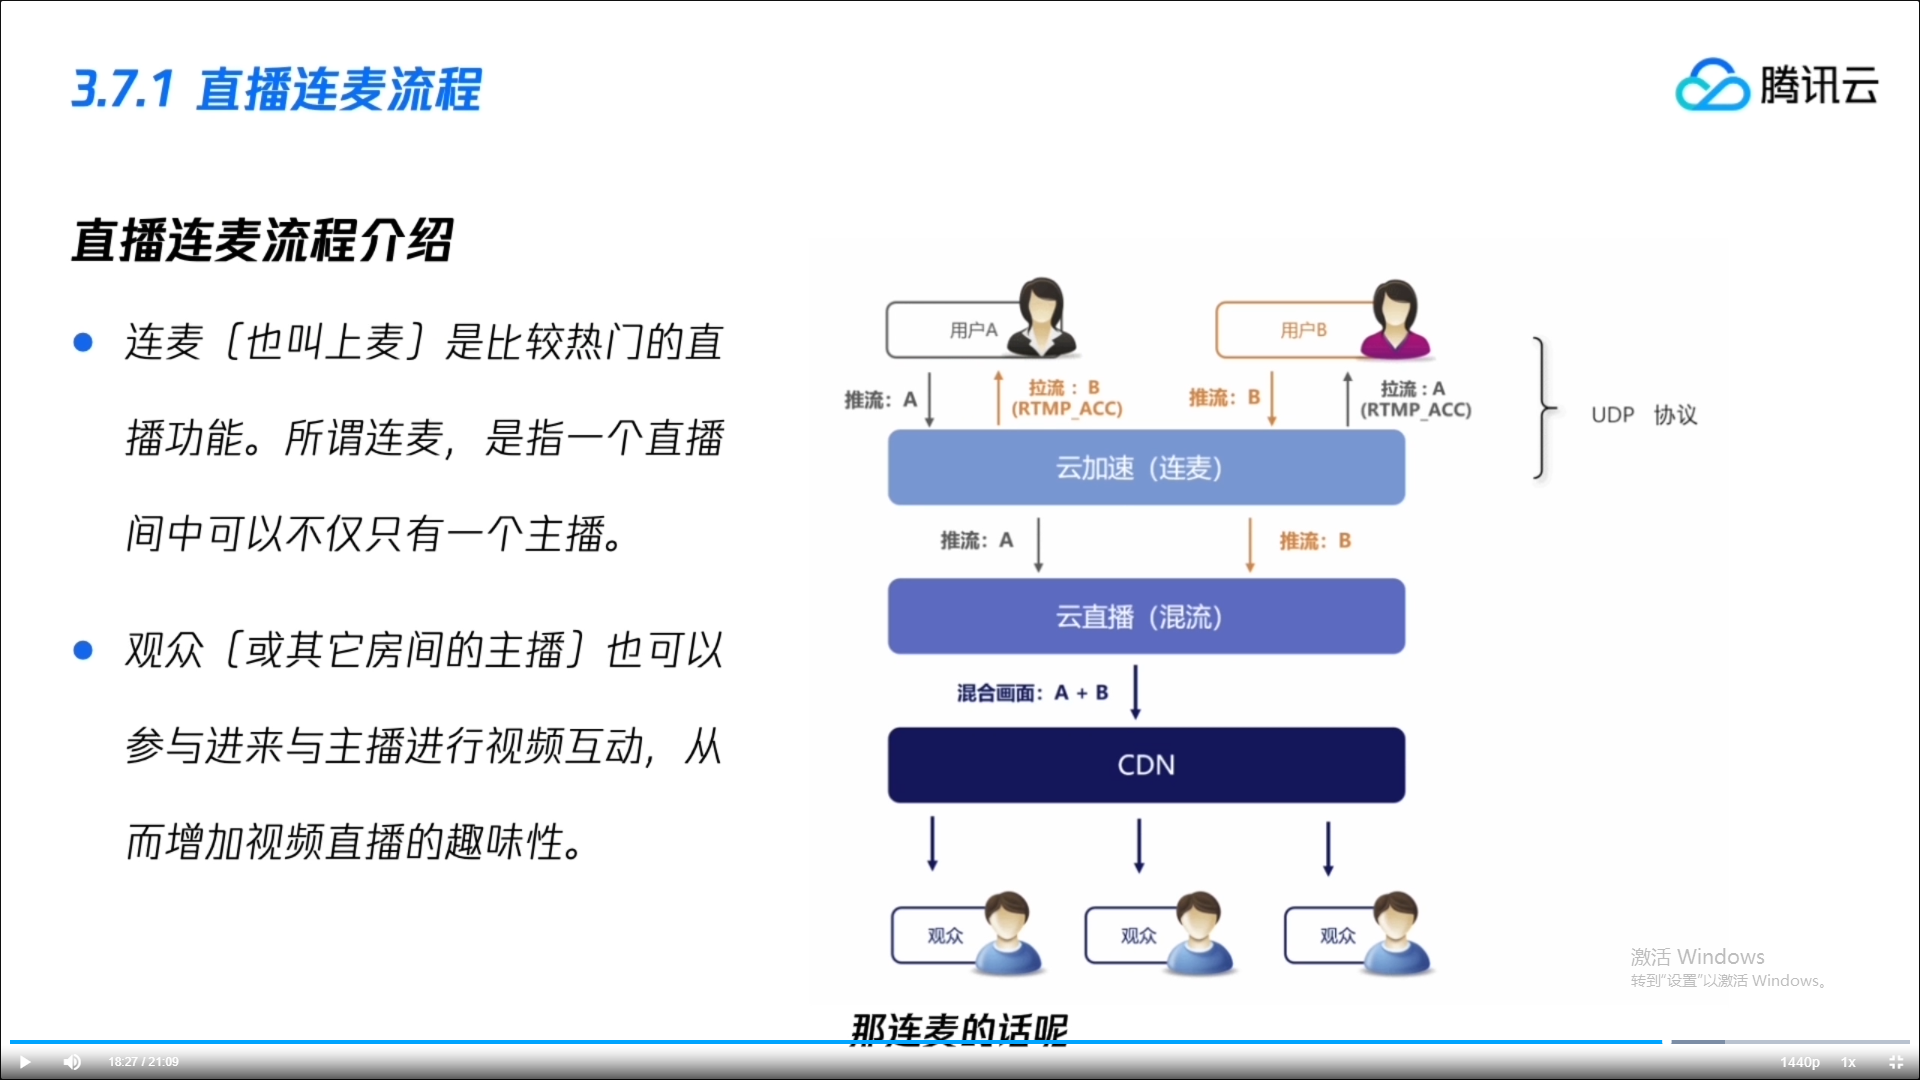 3.7.1 直播连麦流程
腾讯云
直播连麦流程介绍
连麦〔也叫上麦〕是比较热门的直
播功能。所谓连麦，是指一个直播
间中可以不仅只有一个主播。
观众〔或其它房间的主播〕也可以
参与进来与主播进行视频互动，从
而增加视频直播的趣味性。
用户A
用户B
推流：A
拉流：B
(RTMP_ACC)
推流：B
拉流：A
(RTMP_ACC)
UDP 协议
云加速（连麦）
推流：A
推流：B
云直播（混流）
混合画面：A + B
CDN
观众
观众
观众
激活 Windows
转到“设置”以激活 Windows。
那连麦的话呢
18:27 / 21:09
1440p
1x